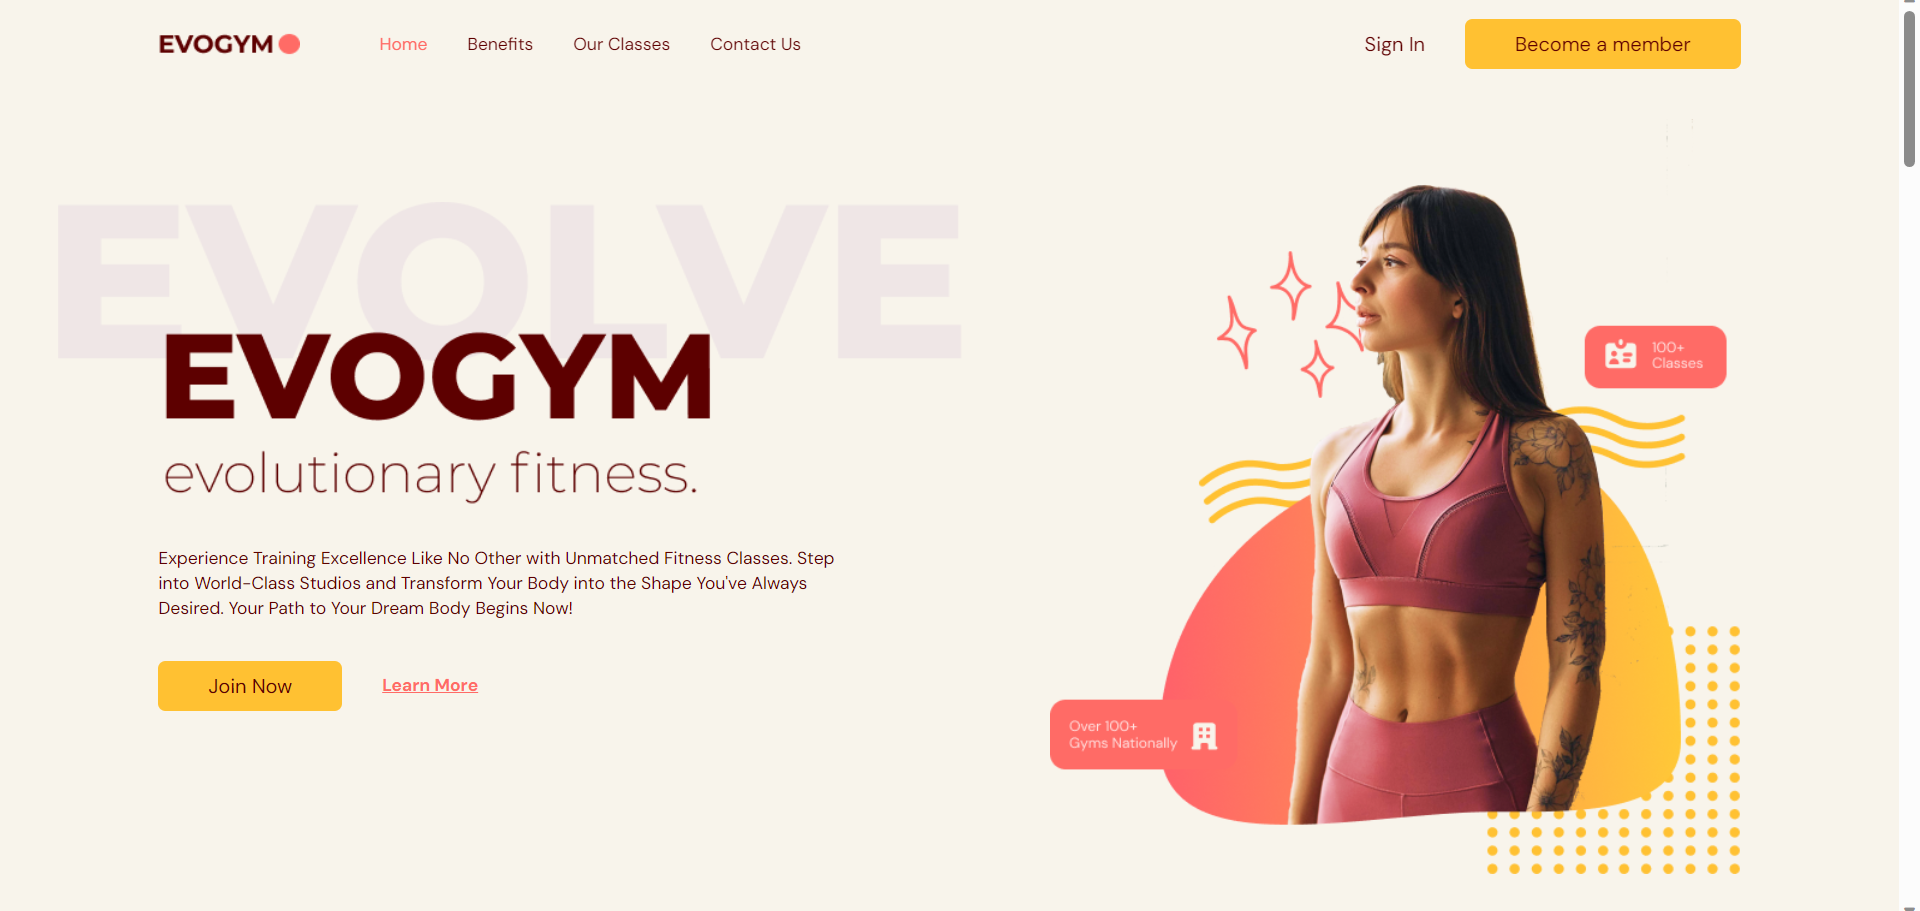 EVOGYM
Home
Benefits
Our Classes
Contact Us
Sign In
Become a member
EVOLVE
EVOGYM
evolutionary fitness.
Experience Training Excellence Like No Other with Unmatched Fitness Classes. Step
into World-Class Studios and Transform Your Body into the Shape You've Always
Desired. Your Path to Your Dream Body Begins Now!
Join Now
Learn More
100+
Classes
Over 100+
Gyms Nationally